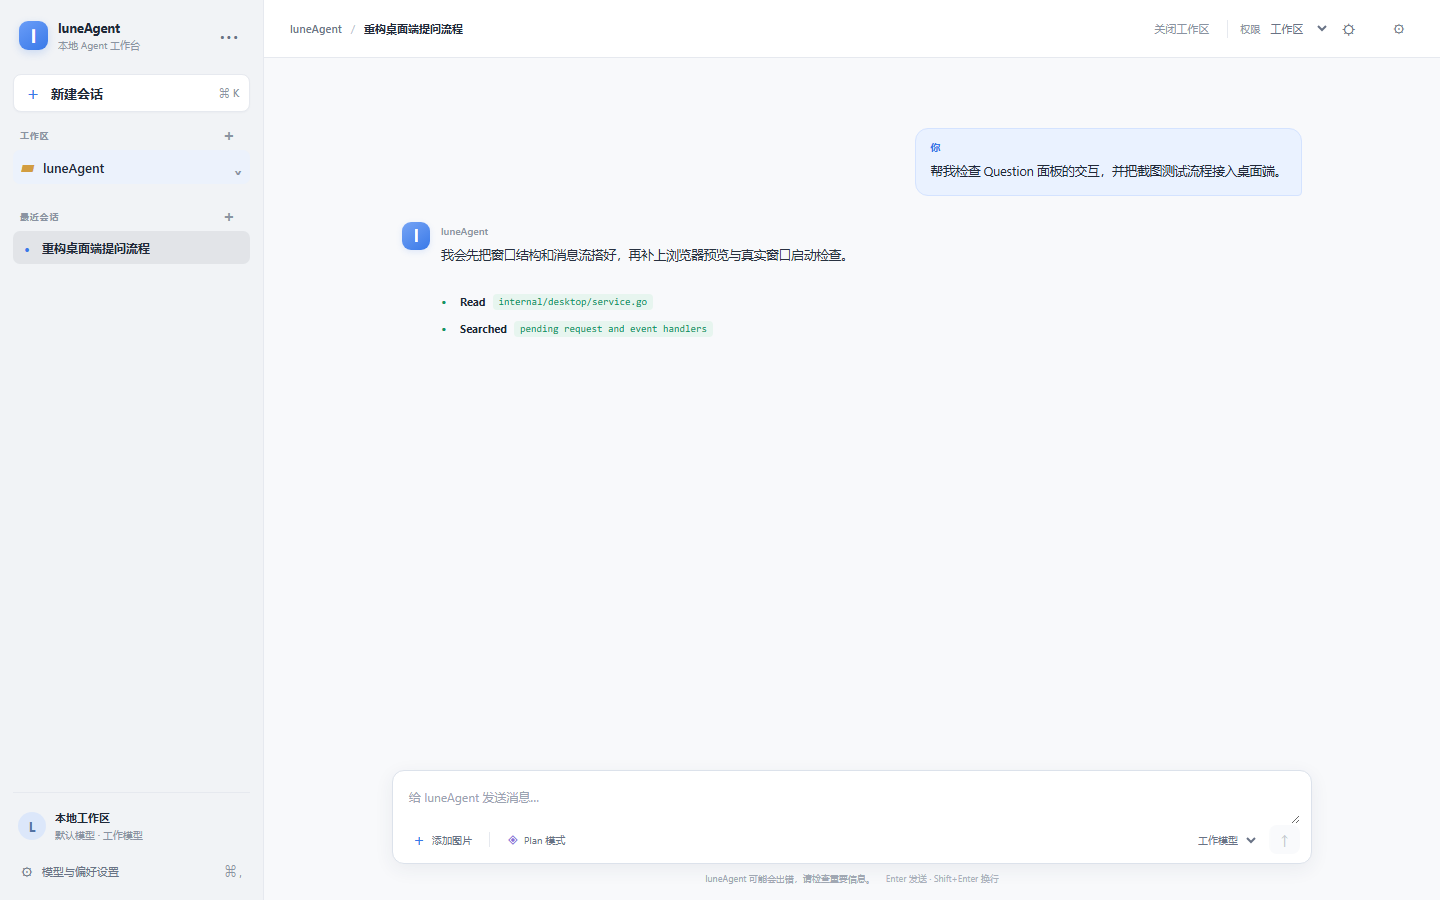 l
luneAgent
本地 Agent 工作台
+ 新建会话 ⌘ K
工作区 +
luneAgent
最近会话 +
重构桌面端提问流程
本地工作区
L
默认模型 · 工作模型
模型与偏好设置 ⌘ ,
luneAgent / 重构桌面端提问流程
关闭工作区 权限 工作区
你
帮我检查 Question 面板的交互，并把截图测试流程接入桌面端。
l
luneAgent
我会先把窗口结构和消息流搭好，再补上浏览器预览与真实窗口启动检查。
• Read internal/desktop/service.go
• Searched pending request and event handlers
给 luneAgent 发送消息...
+ 添加图片 Plan 模式 工作模型 ↑
luneAgent 可能会出错，请检查重要信息。 Enter 发送 · Shift+Enter 换行